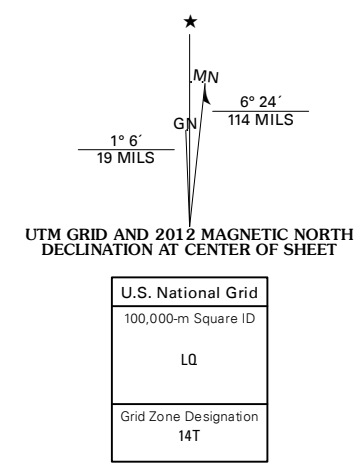 ★
MN
GN
6° 24´
114 MILS
1° 6´
19 MILS
UTM GRID AND 2012 MAGNETIC NORTH
DECLINATION AT CENTER OF SHEET
U.S. National Grid
100,000-m Square ID
LQ
Grid Zone Designation
14T